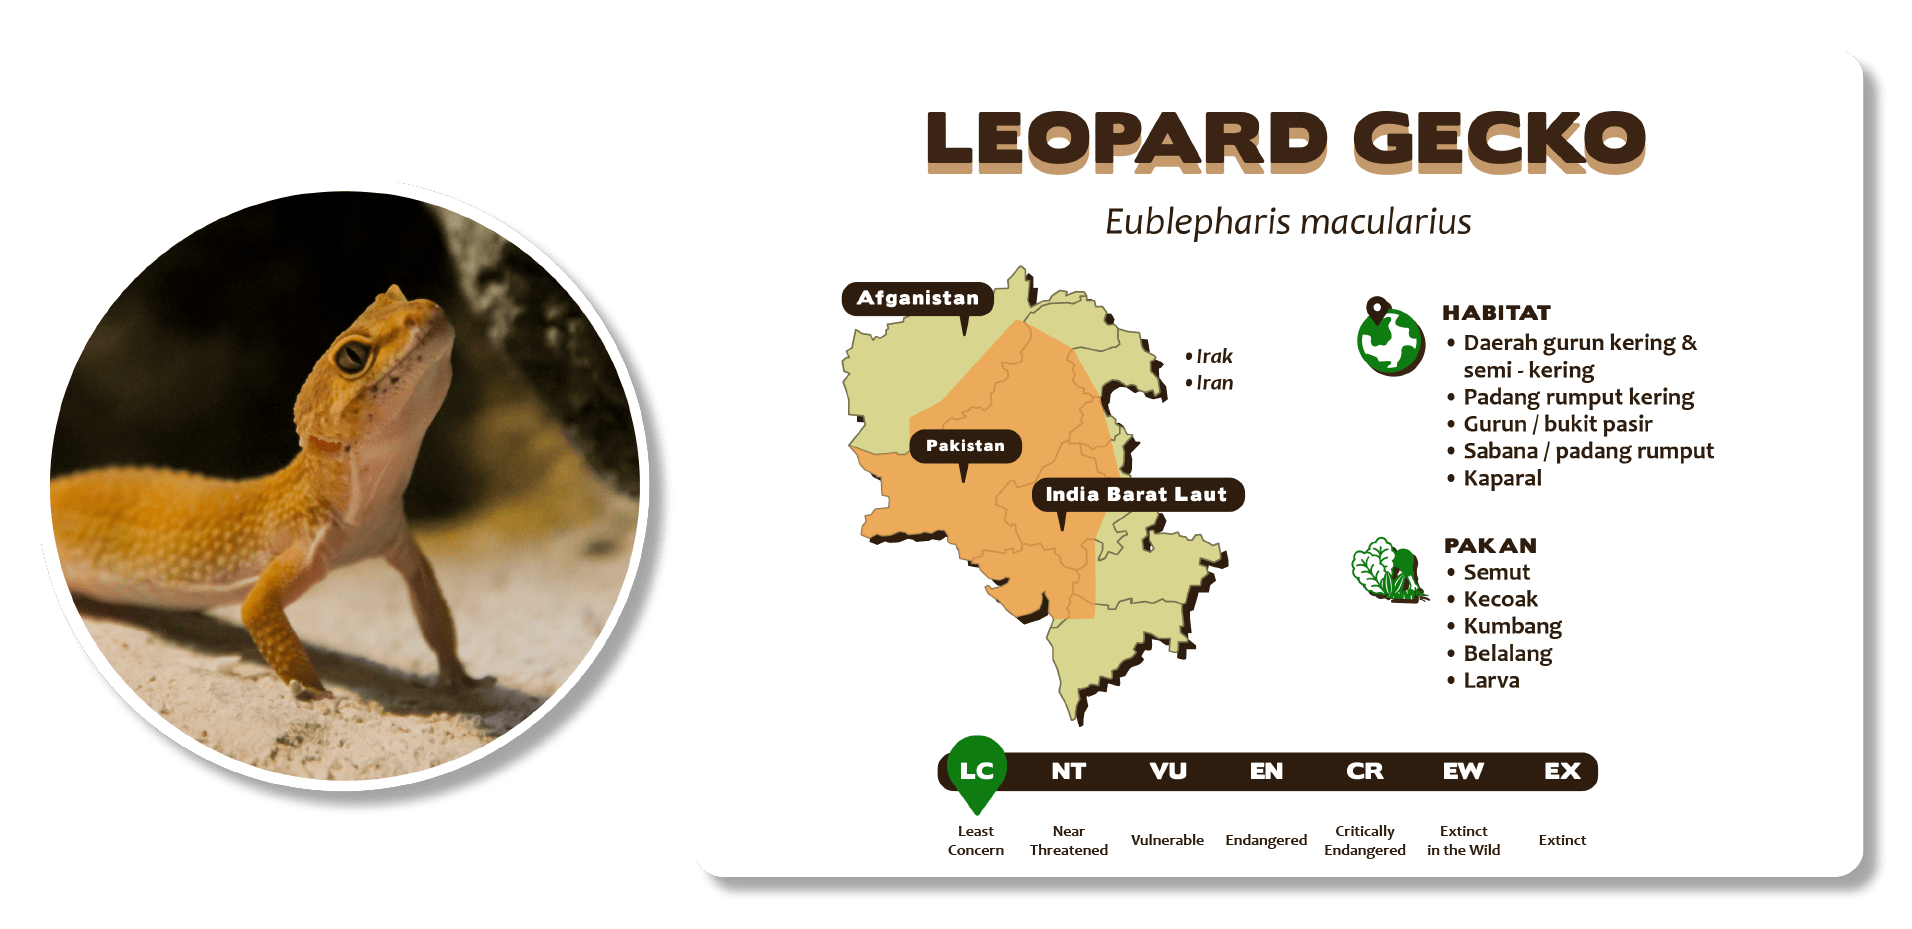 LEOPARD GECKO
Eublepharis macularius
Afganistan
• Irak
• Iran
Pakistan
India Barat Laut
HABITAT
• Daerah gurun kering &
semi - kering
• Padang rumput kering
• Gurun / bukit pasir
• Sabana / padang rumput
• Kaparal
PAKAN
• Semut
• Kecoak
• Kumbang
• Belalang
• Larva
LC NT VU EN CR EW EX
Least Concern
Near Threatened
Vulnerable
Endangered
Critically Endangered
Extinct in the Wild
Extinct